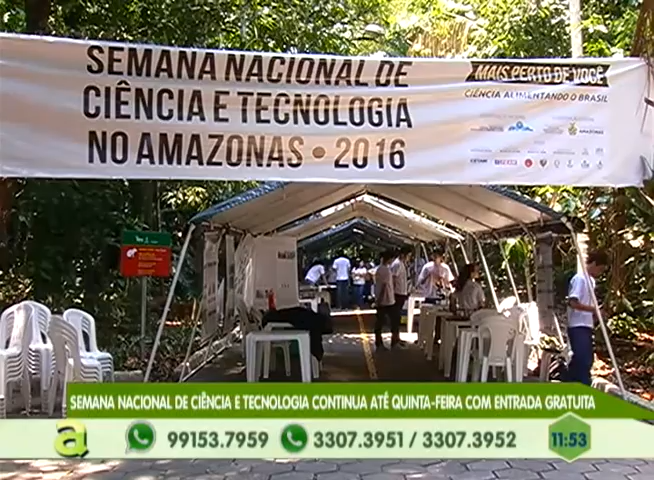 SEMANA NACIONAL DE
CIÊNCIA E TECNOLOGIA
NO AMAZONAS • 2016
MAIS PERTO DE VOCÊ
CIÊNCIA ALIMENTANDO O BRASIL
AMAZONAS
SEMANA NACIONAL DE CIÊNCIA E TECNOLOGIA CONTINUA ATÉ QUINTA-FEIRA COM ENTRADA GRATUITA
a 99153.7959 3307.3951 / 3307.3952 11:53